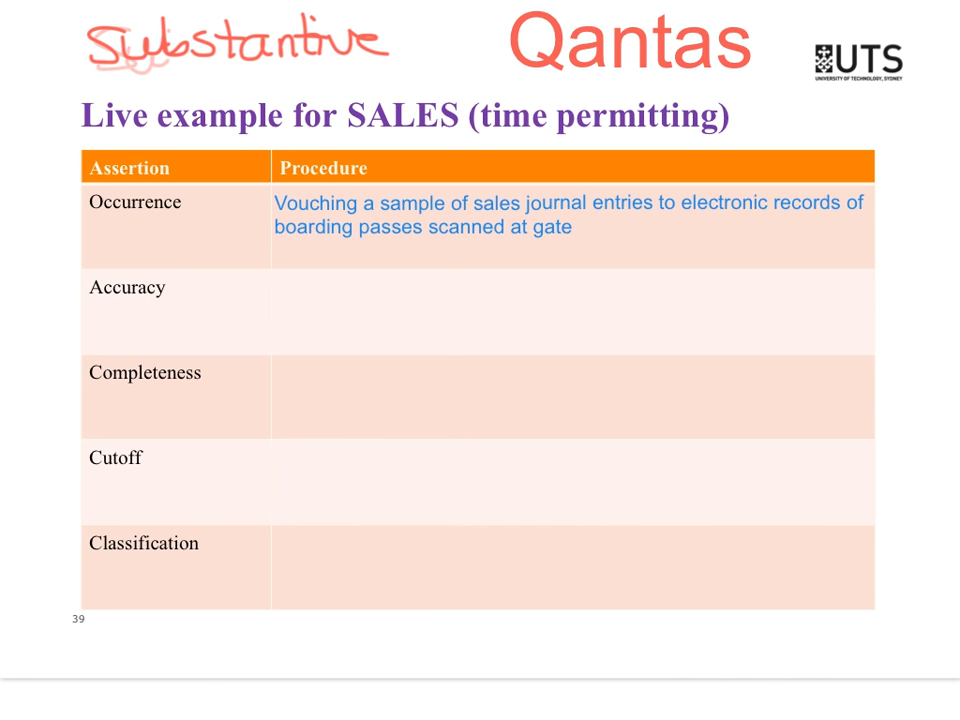 Substantive
Qantas
UTS
UNIVERSITY OF TECHNOLOGY, SYDNEY
Live example for SALES (time permitting)
Assertion
Procedure
Occurrence
Vouching a sample of sales journal entries to electronic records of
boarding passes scanned at gate
Accuracy
Completeness
Cutoff
Classification
39